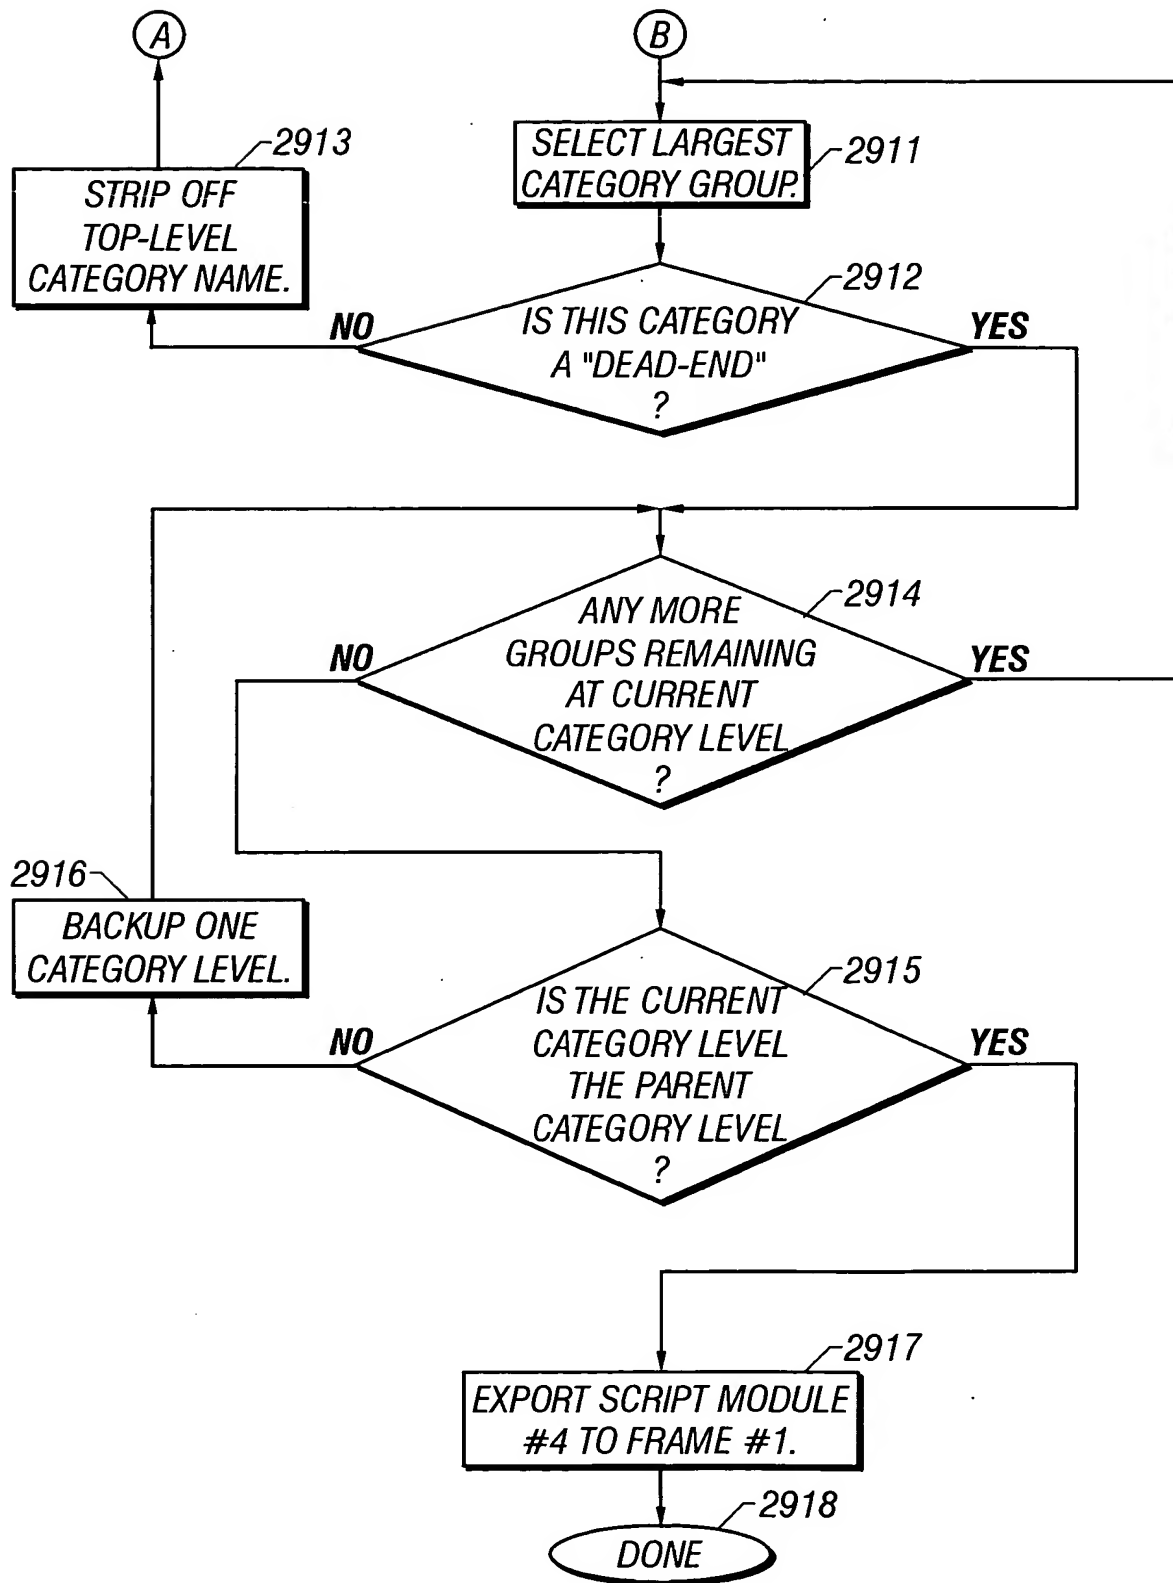 A
B
2913
STRIP OFF
TOP-LEVEL
CATEGORY NAME.
SELECT LARGEST
CATEGORY GROUP.
2911
2912
NO
IS THIS CATEGORY
A "DEAD-END"
?
YES
2914
NO
ANY MORE
GROUPS REMAINING
AT CURRENT
CATEGORY LEVEL
?
YES
2916
BACKUP ONE
CATEGORY LEVEL.
2915
NO
IS THE CURRENT
CATEGORY LEVEL
THE PARENT
CATEGORY LEVEL
?
YES
2917
EXPORT SCRIPT MODULE
#4 TO FRAME #1.
2918
DONE